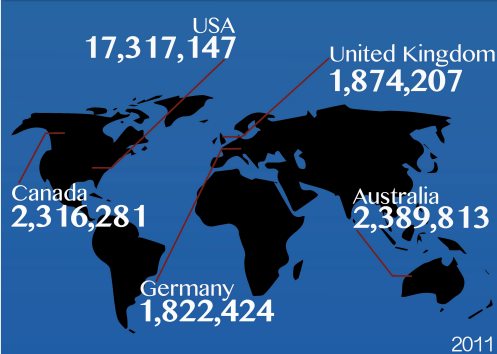 USA
17,317,147
United Kingdom
1,874,207
Canada
2,316,281
Australia
2,389,813
Germany
1,822,424
2011